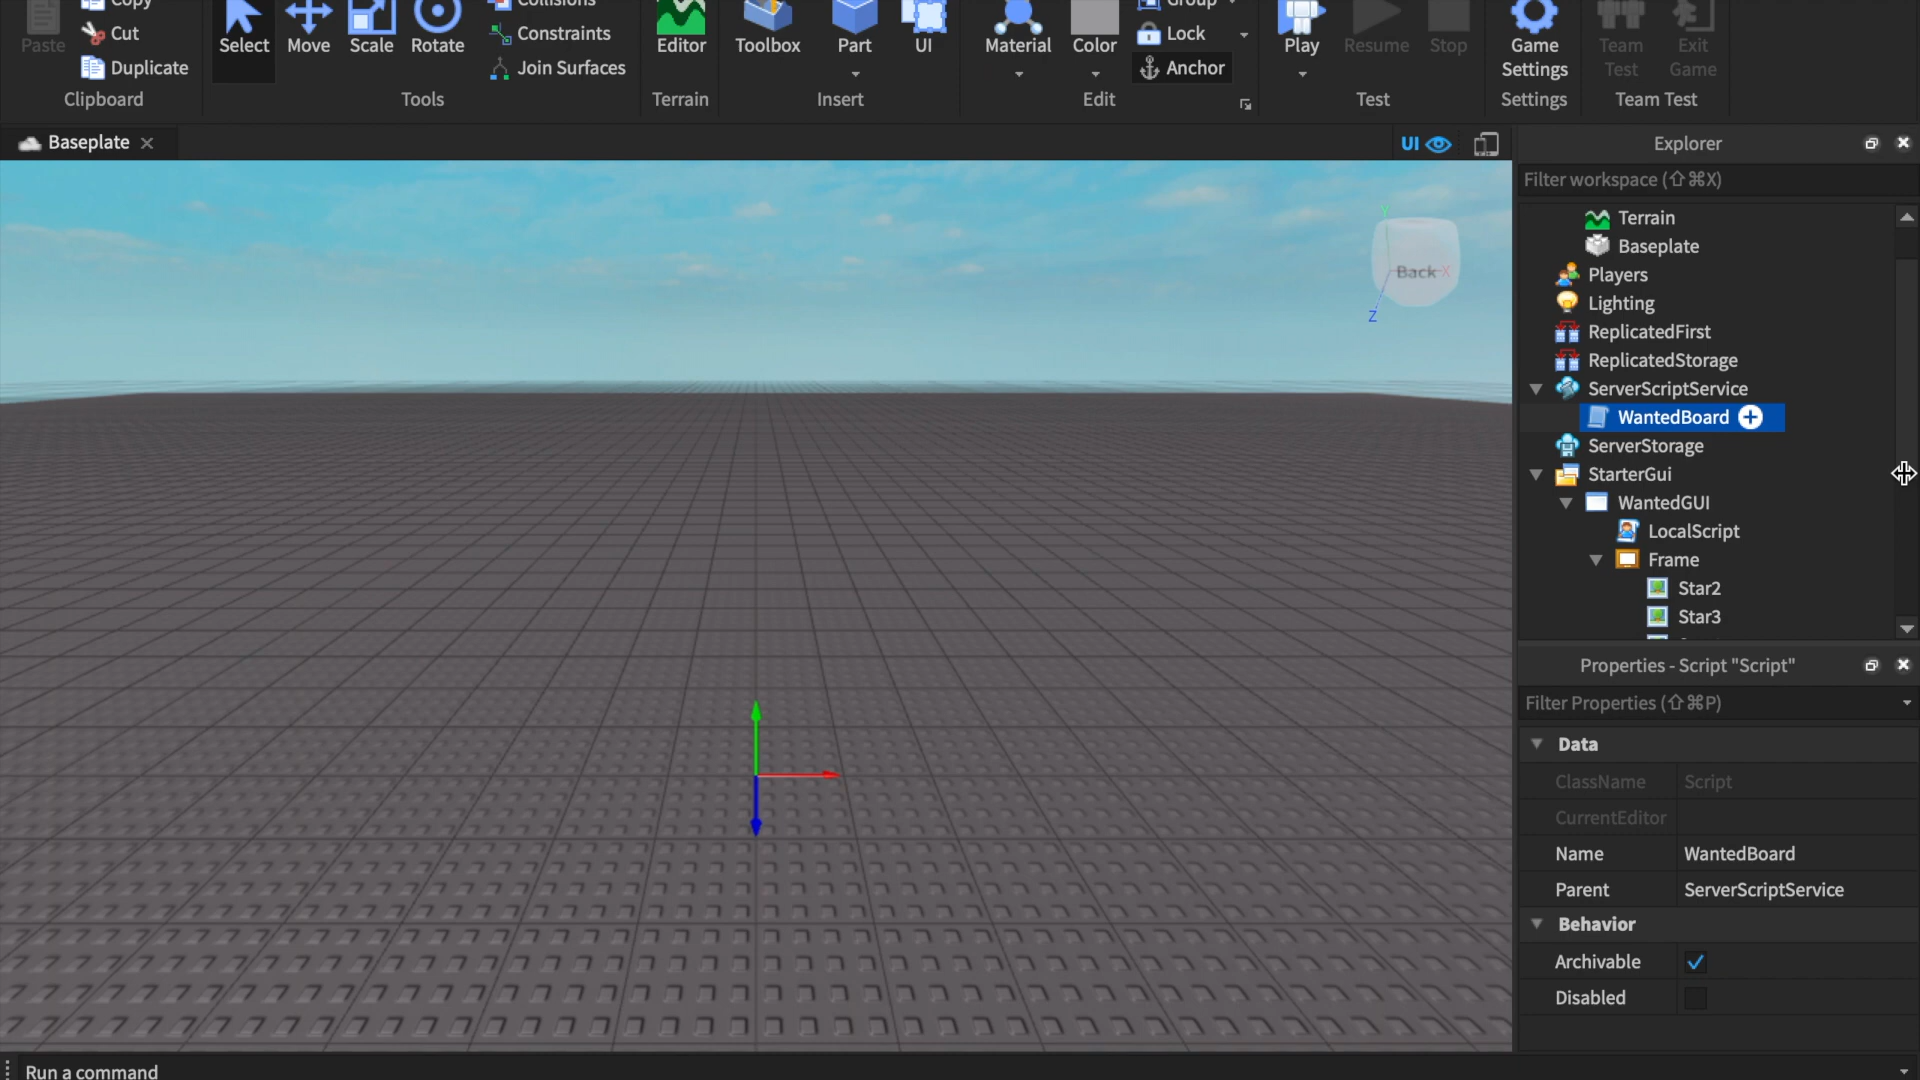 Copy
Collisions
Group
Paste
Cut
Select
Move
Scale
Rotate
Constraints
Editor
Toolbox
Part
UI
Material
Color
Lock
Play
Resume
Stop
Game
Settings
Team
Test
Exit
Game
Duplicate
Join Surfaces
Anchor
Clipboard
Tools
Terrain
Insert
Edit
Test
Settings
Team Test
Baseplate
UI
Explorer
Filter workspace (⇧⌘X)
Terrain
Baseplate
Players
Lighting
ReplicatedFirst
ReplicatedStorage
ServerScriptService
WantedBoard
ServerStorage
StarterGui
WantedGUI
LocalScript
Frame
Star2
Star3
Y
Back
X
Z
Properties - Script "Script"
Filter Properties (⇧⌘P)
Data
ClassName Script
CurrentEditor
Name WantedBoard
Parent ServerScriptService
Behavior
Archivable
Disabled
Run a command